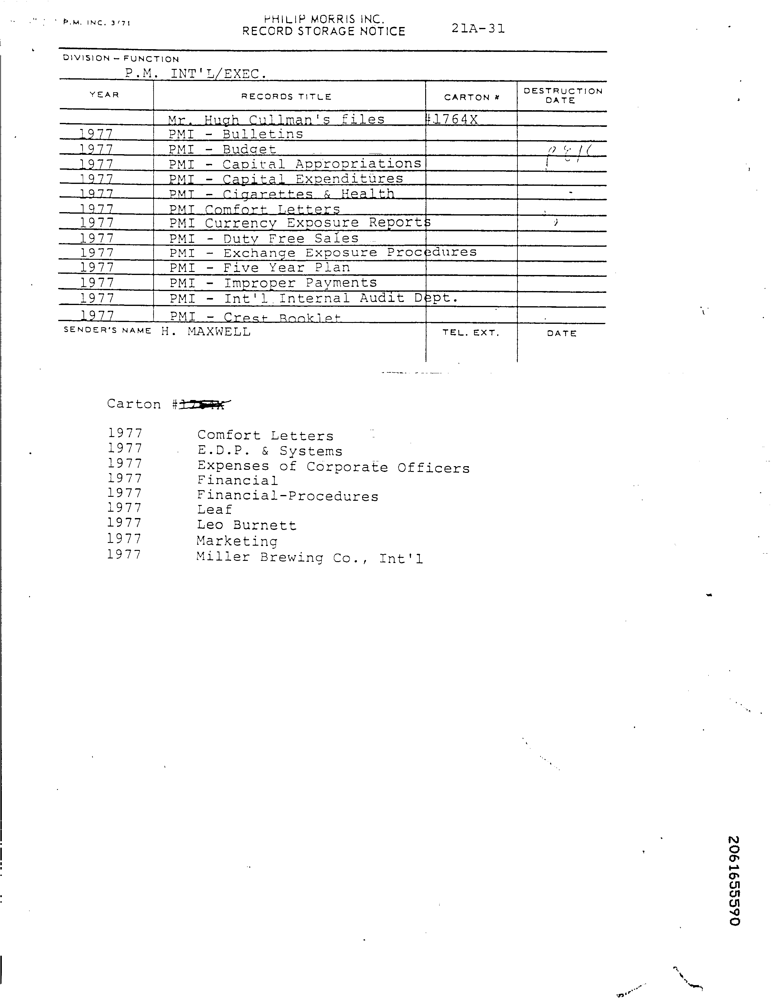 P.M. INC. 3/71
PHILIP MORRIS INC.
RECORD STORAGE NOTICE
21A-31
DIVISION – FUNCTION
P.M. INT'L/EXEC.
YEAR RECORDS TITLE CARTON # DESTRUCTION DATE
Mr. Hugh Cullman's files #1764X
1977 PMI - Bulletins
1977 PMI - Budget
1977 PMI - Capital Appropriations
1977 PMI - Capital Expenditures
1977 PMI - Cigarettes & Health
1977 PMI Comfort Letters
1977 PMI Currency Exposure Reports
1977 PMI - Duty Free Sales
1977 PMI - Exchange Exposure Procedures
1977 PMI - Five Year Plan
1977 PMI - Improper Payments
1977 PMI - Int'l Internal Audit Dept.
1977 PMI - Crest Booklet
SENDER'S NAME H. MAXWELL TEL. EXT. DATE
Carton #1764X
1977 Comfort Letters
1977 E.D.P. & Systems
1977 Expenses of Corporate Officers
1977 Financial
1977 Financial-Procedures
1977 Leaf
1977 Leo Burnett
1977 Marketing
1977 Miller Brewing Co., Int'l
2061655590